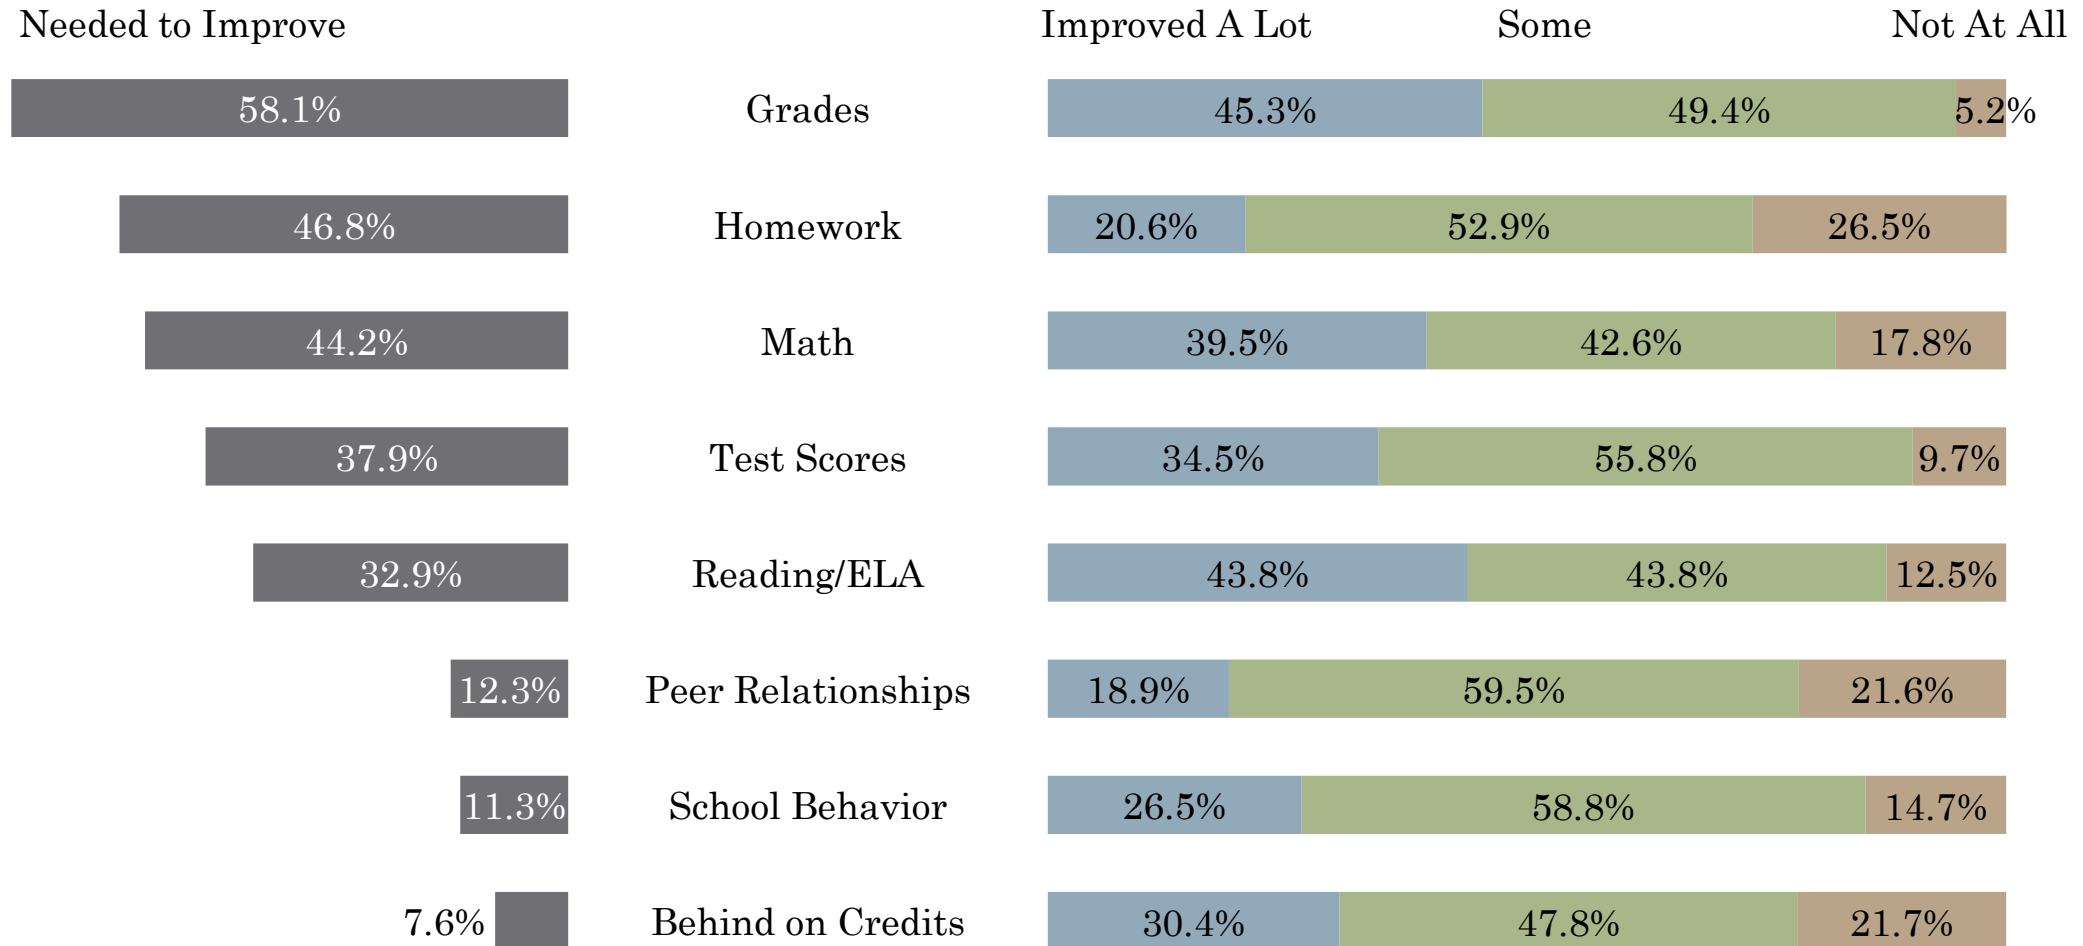 Needed to Improve Improved A Lot Some Not At All
58.1% Grades 45.3% 49.4% 5.2%
46.8% Homework 20.6% 52.9% 26.5%
44.2% Math 39.5% 42.6% 17.8%
37.9% Test Scores 34.5% 55.8% 9.7%
32.9% Reading/ELA 43.8% 43.8% 12.5%
12.3% Peer Relationships 18.9% 59.5% 21.6%
11.3% School Behavior 26.5% 58.8% 14.7%
7.6% Behind on Credits 30.4% 47.8% 21.7%